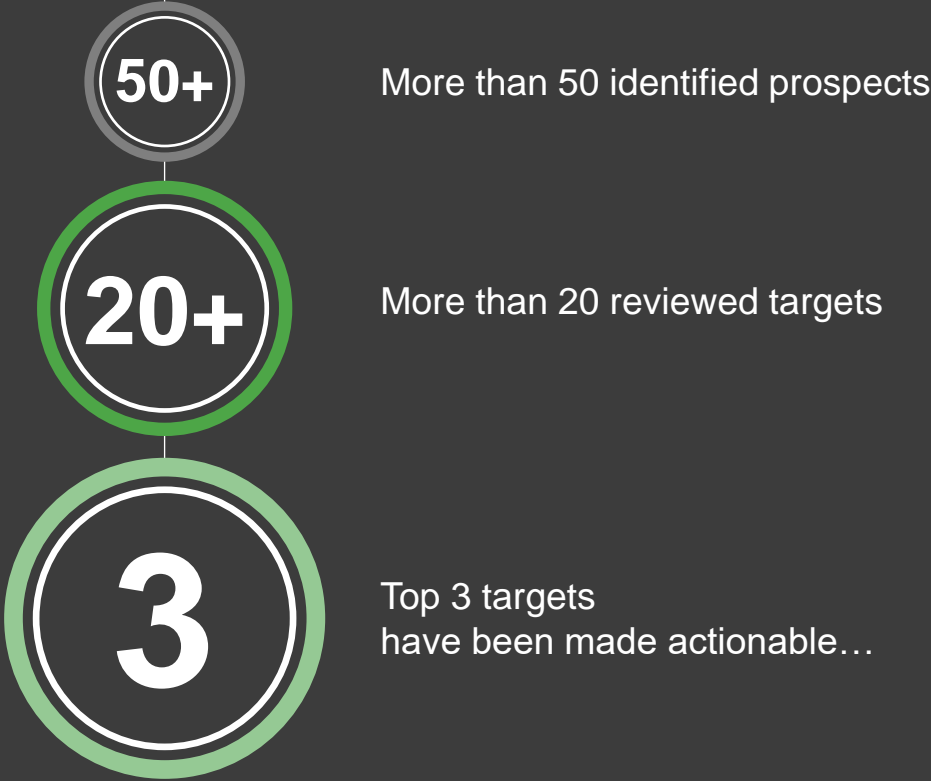 50+
More than 50 identified prospects
20+
More than 20 reviewed targets
3
Top 3 targets
have been made actionable…